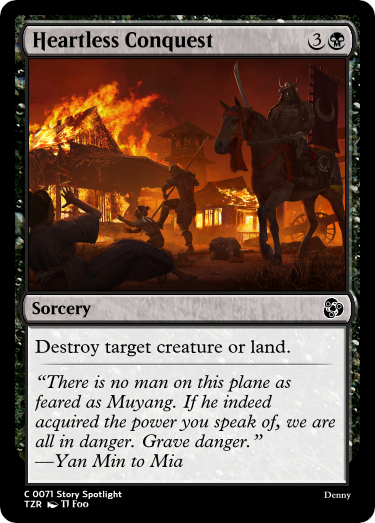 Heartless Conquest 3
Sorcery
Destroy target creature or land.
“There is no man on this plane as
feared as Muyang. If he indeed
acquired the power you speak of, we are
all in danger. Grave danger.”
—Yan Min to Mia
C 0071 Story Spotlight
Denny
TZR TJ Foo